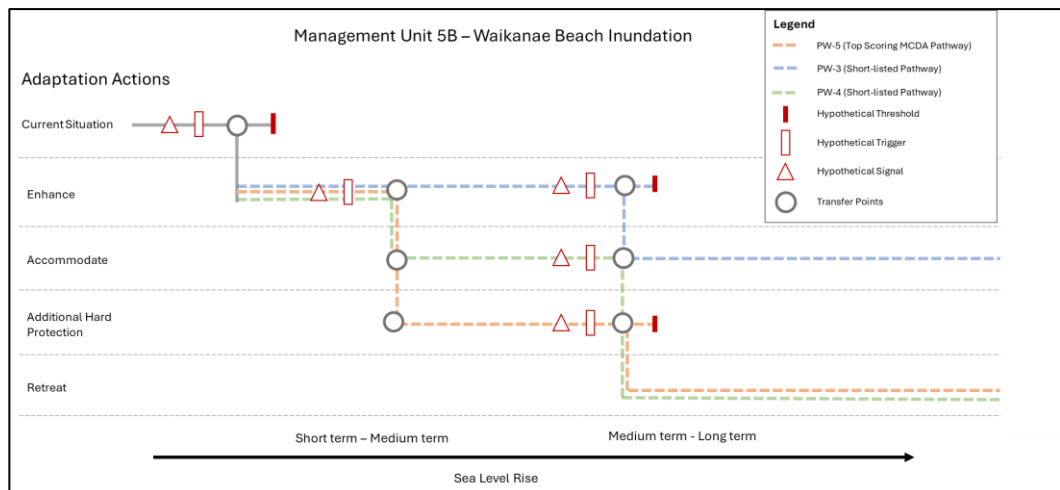 Management Unit 5B – Waikanae Beach Inundation
Legend
PW-5 (Top Scoring MCDA Pathway)
PW-3 (Short-listed Pathway)
PW-4 (Short-listed Pathway)
Hypothetical Threshold
Hypothetical Trigger
Hypothetical Signal
Transfer Points
Adaptation Actions
Current Situation
Enhance
Accommodate
Additional Hard
Protection
Retreat
Short term – Medium term
Medium term - Long term
Sea Level Rise